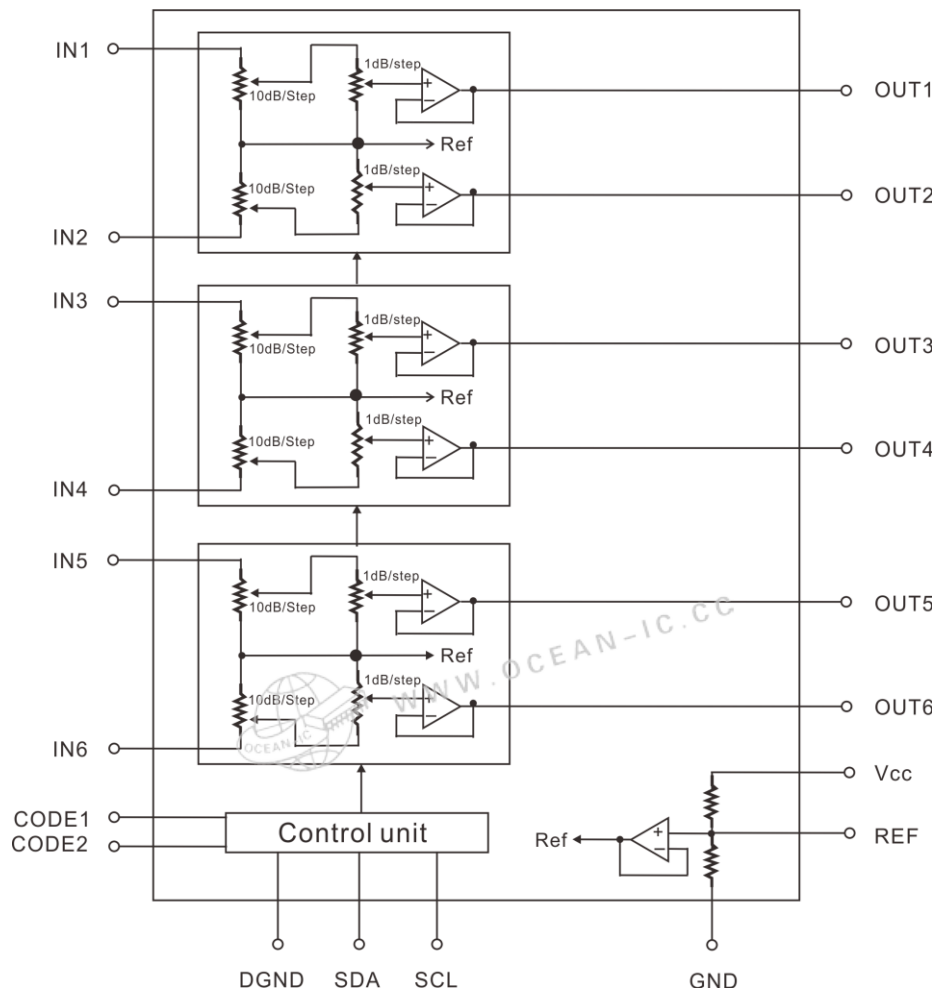 IN1
10dB/Step
1dB/step
OUT1
Ref
10dB/Step
1dB/step
OUT2
IN2
IN3
10dB/Step
1dB/step
OUT3
Ref
10dB/Step
1dB/step
OUT4
IN4
IN5
10dB/Step
1dB/step
OUT5
Ref
10dB/Step
1dB/step
OUT6
IN6
OCEAN-IC
WWW.OCEAN-IC.CC
Vcc
CODE1
CODE2
Control unit
Ref
REF
DGND SDA SCL GND